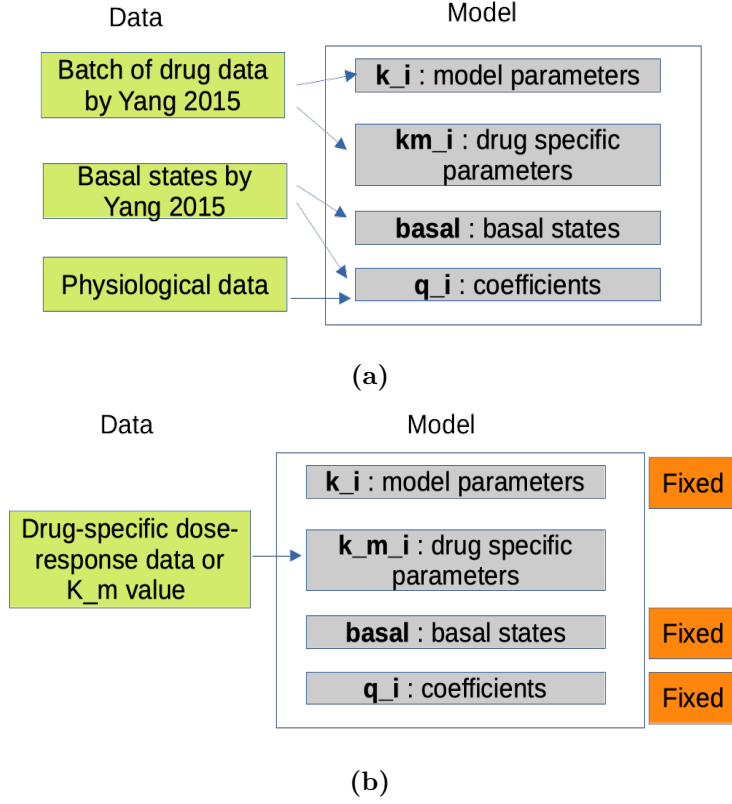 Data
Model
Batch of drug data
by Yang 2015
k_i : model parameters
km_i : drug specific
parameters
Basal states by
Yang 2015
basal : basal states
Physiological data
q_i : coefficients
(a)
Data
Model
k_i : model parameters
Fixed
Drug-specific dose-
response data or
K_m value
k_m_i : drug specific
parameters
basal : basal states
Fixed
q_i : coefficients
Fixed
(b)